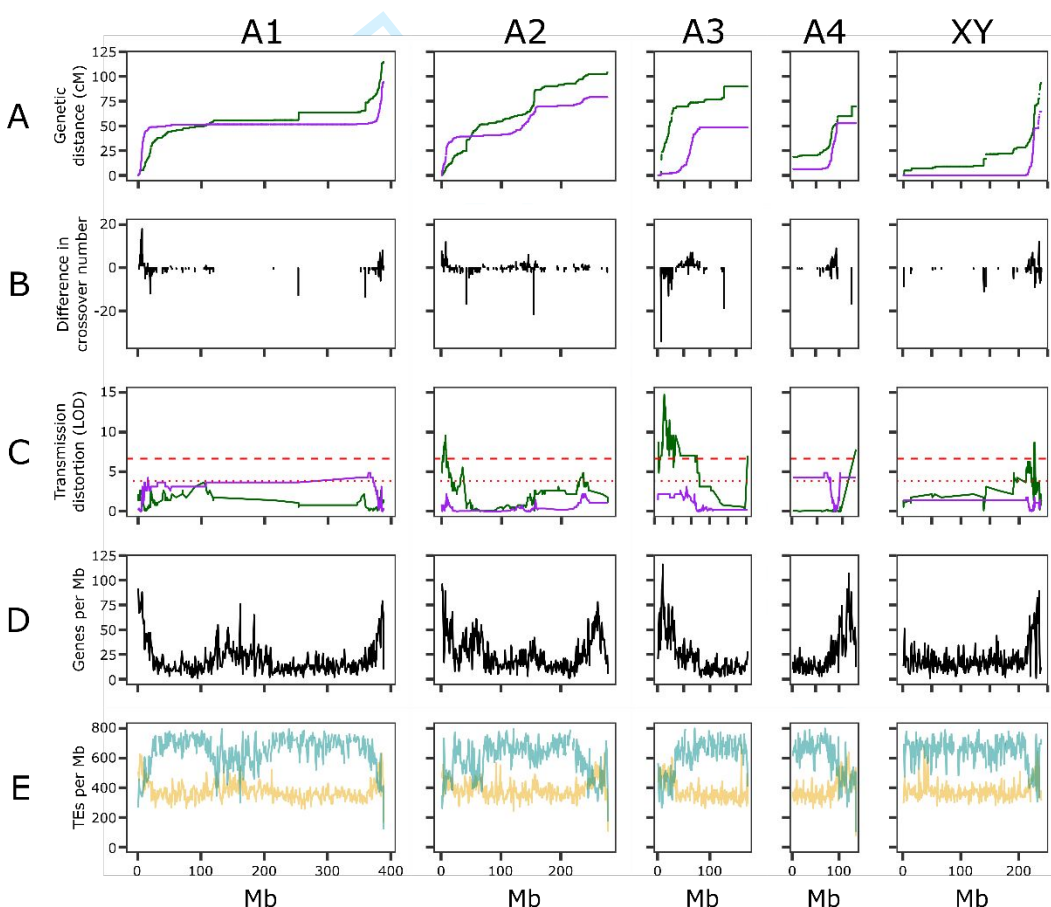 A1 A2 A3 A4 XY
A
Genetic
distance (cM)
125
100
75
50
25
0
B
Difference in
crossover number
20
0
-20
C
Transmission
distortion (LOD)
15
10
5
0
D
Genes per Mb
125
100
75
50
25
0
E
TEs per Mb
800
600
400
200
0
0 100 200 300 400 0 100 200 0 100 0 100 0 100 200
Mb Mb Mb Mb Mb